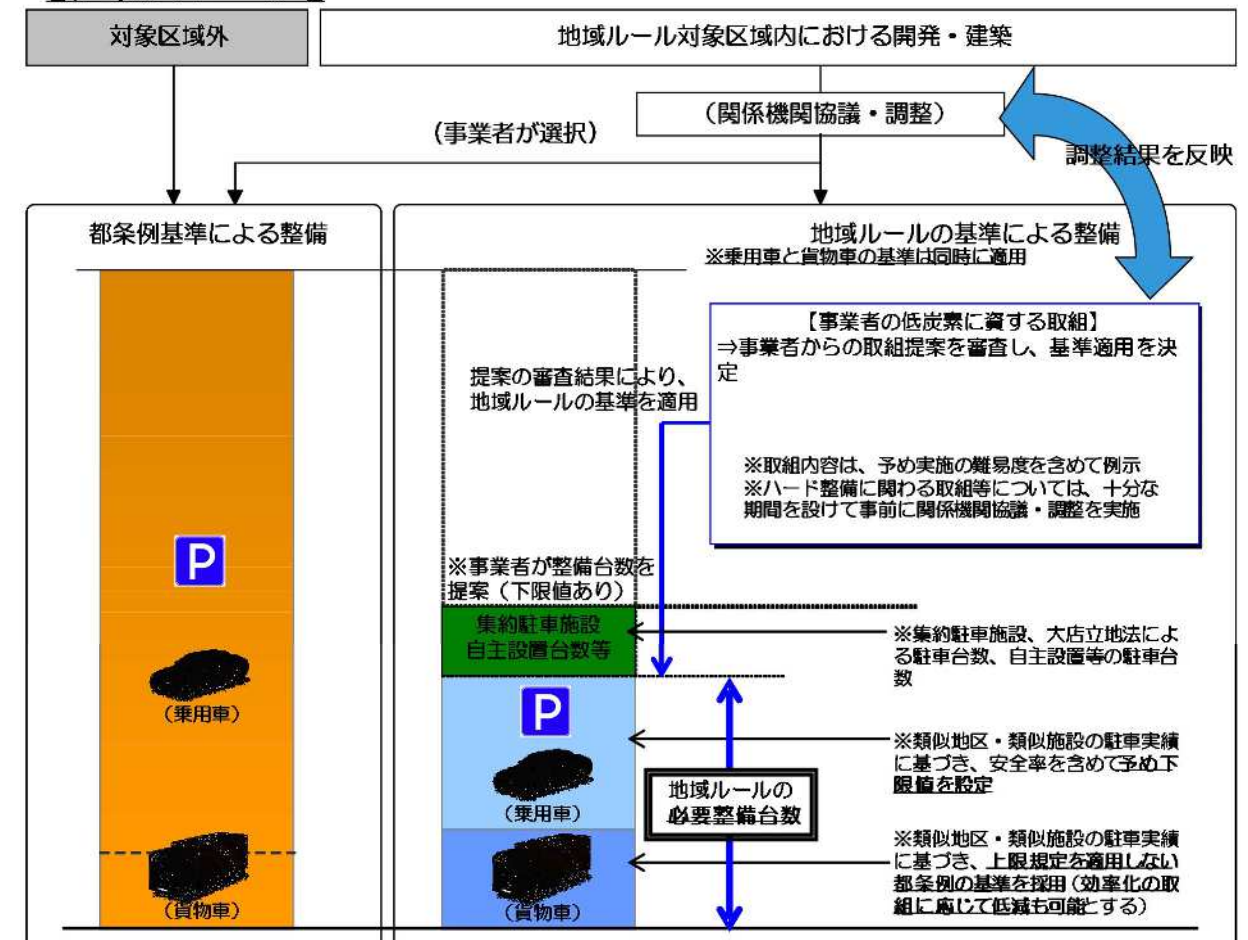 対象区域外
地域ルール対象区域内における開発・建築
（関係機関協議・調整）
（事業者が選択）
調整結果を反映
都条例基準による整備
地域ルールの基準による整備
※乗用車と貨物車の基準は同時に適用
【事業者の低炭素に資する取組】
⇒事業者からの取組提案を審査し、基準適用を決
定
※取組内容は、予め実施の難易度を含めて例示
※ハード整備に関わる取組等については、十分な
期間を設けて事前に関係機関協議・調整を実施
提案の審査結果により、
地域ルールの基準を適用
※事業者が整備台数を
提案（下限値あり）
集約駐車施設
自主設置台数等
※集約駐車施設、大店立地法によ
る駐車台数、自主設置等の駐車台
数
P
（乗用車）
（貨物車）
P
（乗用車）
（貨物車）
地域ルールの
必要整備台数
※類似地区・類似施設の駐車実績
に基づき、安全率を含めて予め下
限値を設定
※類似地区・類似施設の駐車実績
に基づき、上限規定を適用しない
都条例の基準を採用（効率化の取
組に応じて低減も可能とする）